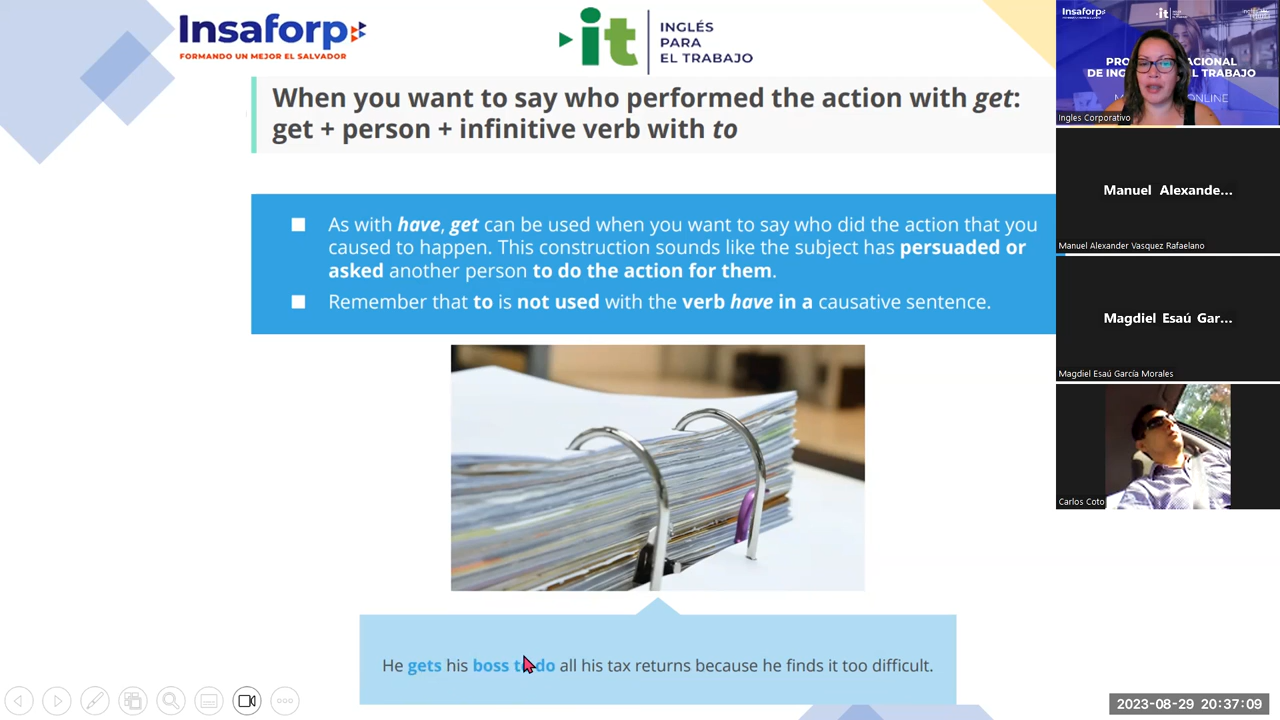 Insaforp
FORMANDO UN MEJOR EL SALVADOR
it
INGLÉS
PARA
EL TRABAJO
When you want to say who performed the action with get:
get + person + infinitive verb with to
As with have, get can be used when you want to say who did the action that you
caused to happen. This construction sounds like the subject has persuaded or
asked another person to do the action for them.
Remember that to is not used with the verb have in a causative sentence.
He gets his boss to do all his tax returns because he finds it too difficult.
Insaforp
it
Ingles Corporativo
Manuel Alexande...
Manuel Alexander Vasquez Rafaelano
Magdiel Esaú Gar...
Magdiel Esaú García Morales
Carlos Coto
2023-08-29 20:37:09